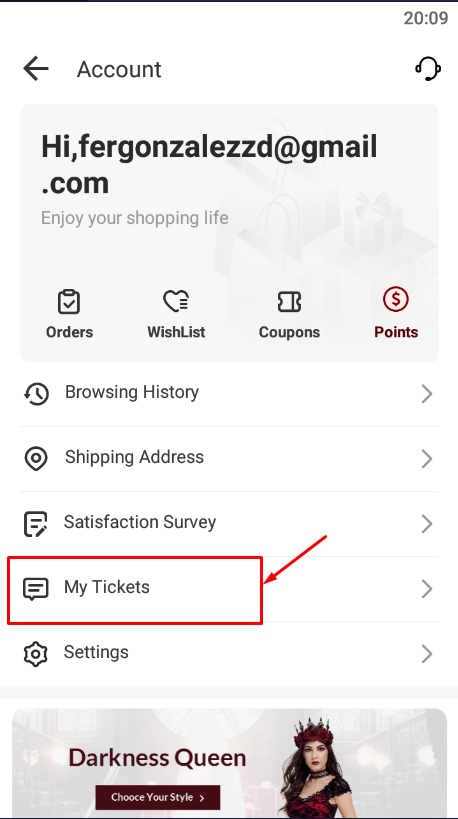 20:09
Account
Hi,fergonzalezzd@gmail
.com
Enjoy your shopping life
Orders
WishList
Coupons
Points
Browsing History
Shipping Address
Satisfaction Survey
My Tickets
Settings
Darkness Queen
Chooce Your Style >